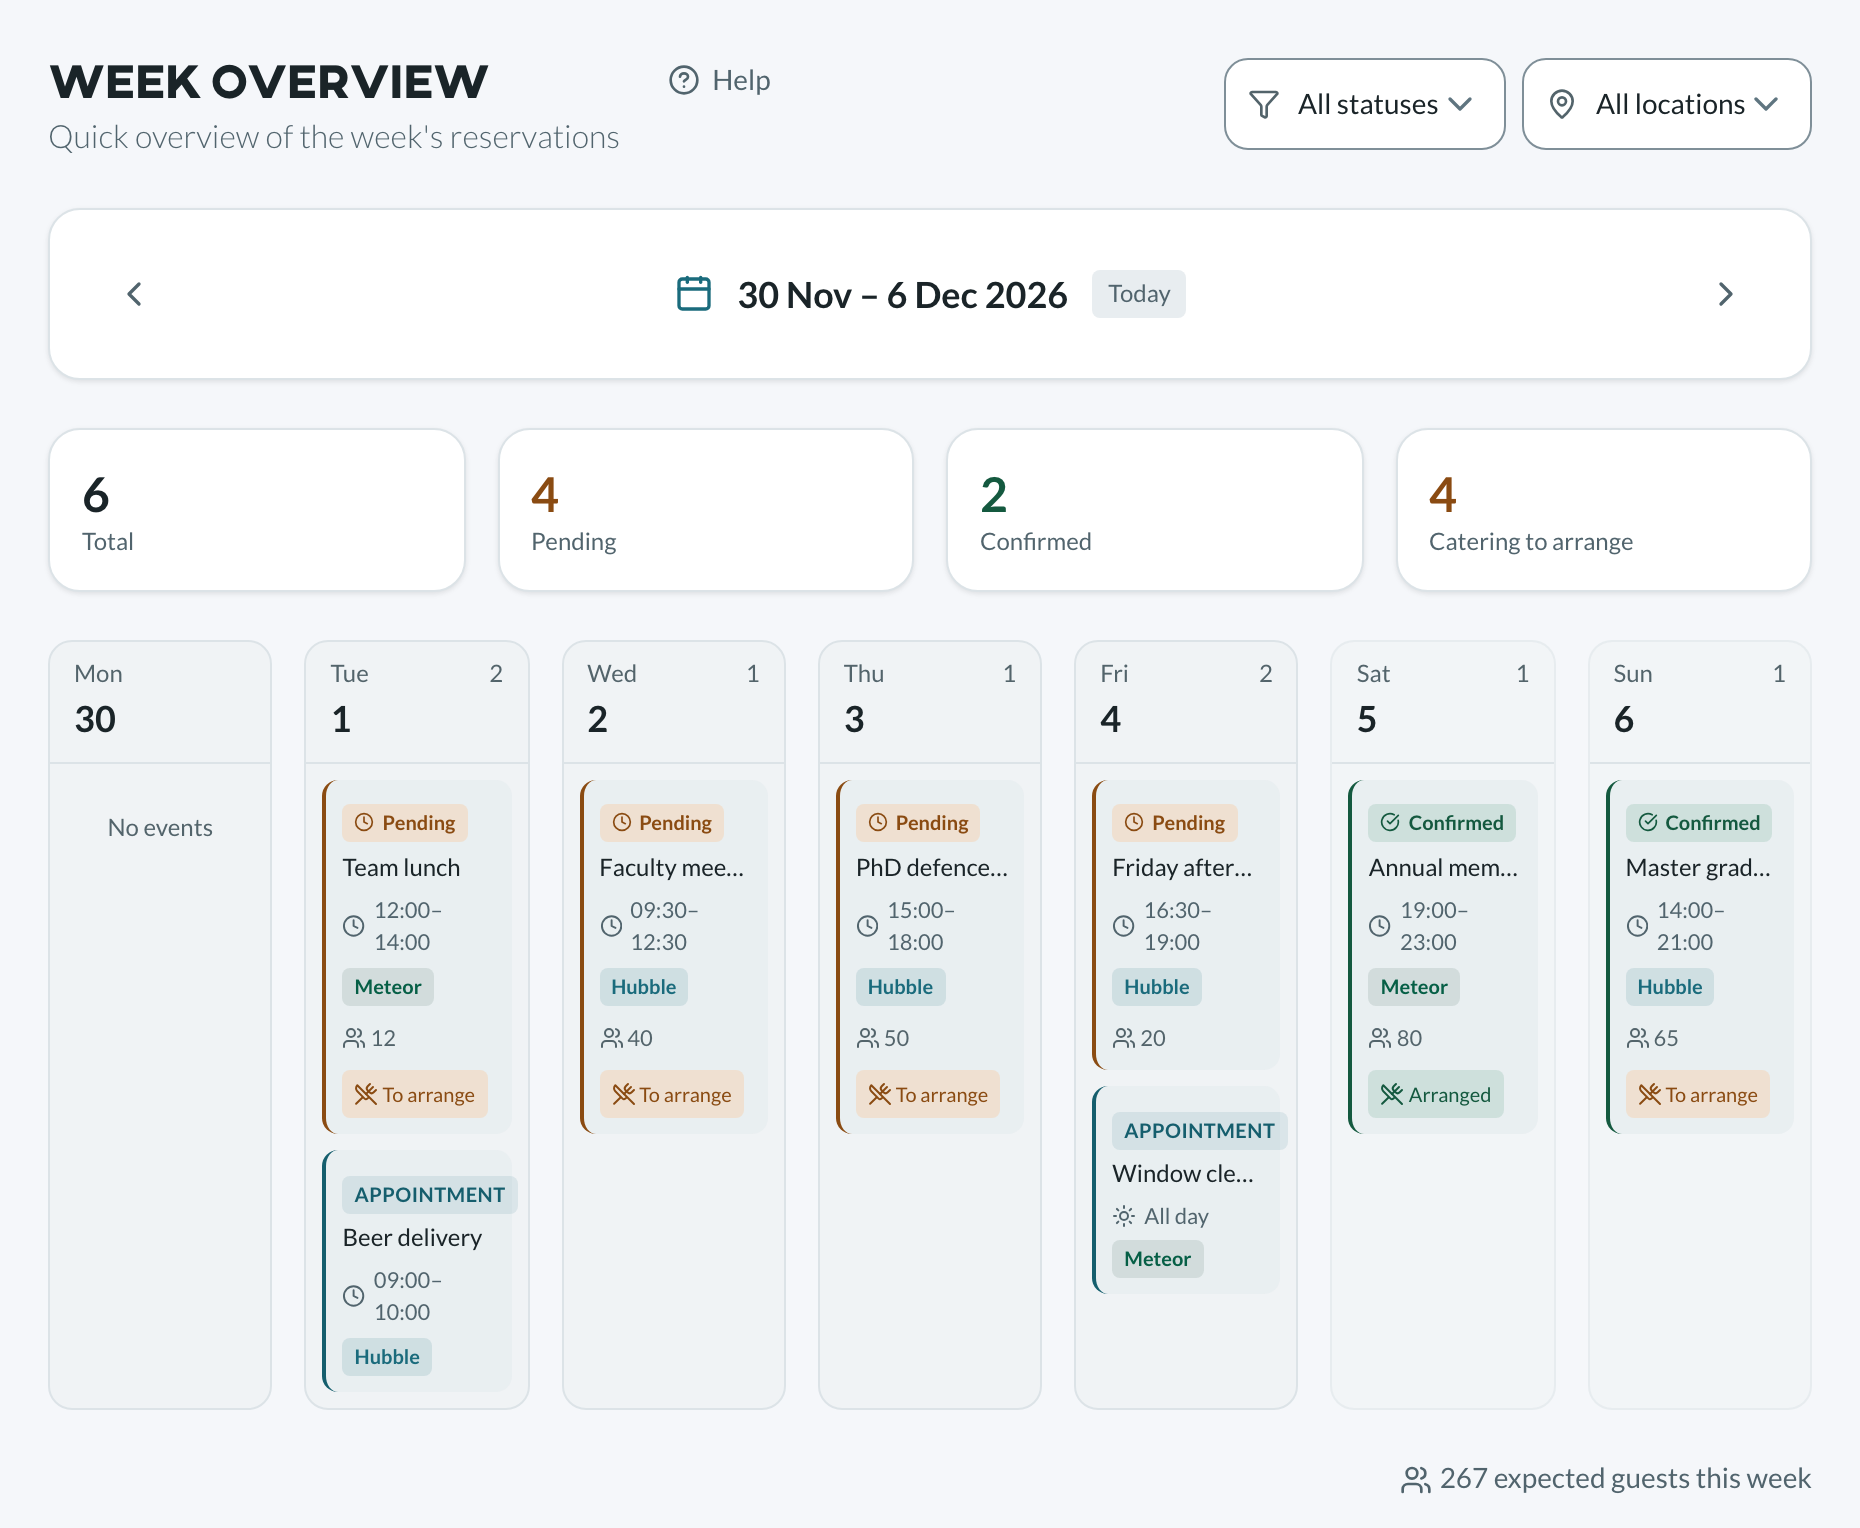 WEEK OVERVIEW
Help
Quick overview of the week's reservations
All statuses
All locations
30 Nov – 6 Dec 2026
Today
6
Total
4
Pending
2
Confirmed
4
Catering to arrange
Mon
30
No events
Tue 2
1
Pending
Team lunch
12:00–
14:00
Meteor
12
To arrange
APPOINTMENT
Beer delivery
09:00–
10:00
Hubble
Wed 1
2
Pending
Faculty mee...
09:30–
12:30
Hubble
40
To arrange
Thu 1
3
Pending
PhD defence...
15:00–
18:00
Hubble
50
To arrange
Fri 2
4
Pending
Friday after...
16:30–
19:00
Hubble
20
APPOINTMENT
Window cle...
All day
Meteor
Sat 1
5
Confirmed
Annual mem...
19:00–
23:00
Meteor
80
Arranged
Sun 1
6
Confirmed
Master grad...
14:00–
21:00
Hubble
65
To arrange
267 expected guests this week